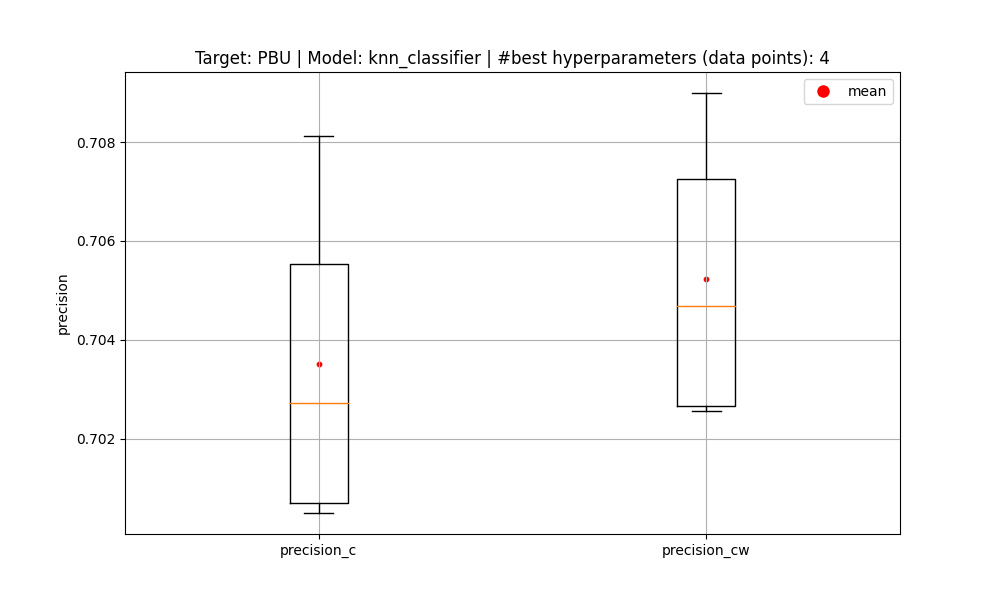 Target: PBU | Model: knn_classifier | #best hyperparameters (data points): 4
mean
0.708
0.706
0.704
0.702
precision
precision_c
precision_cw